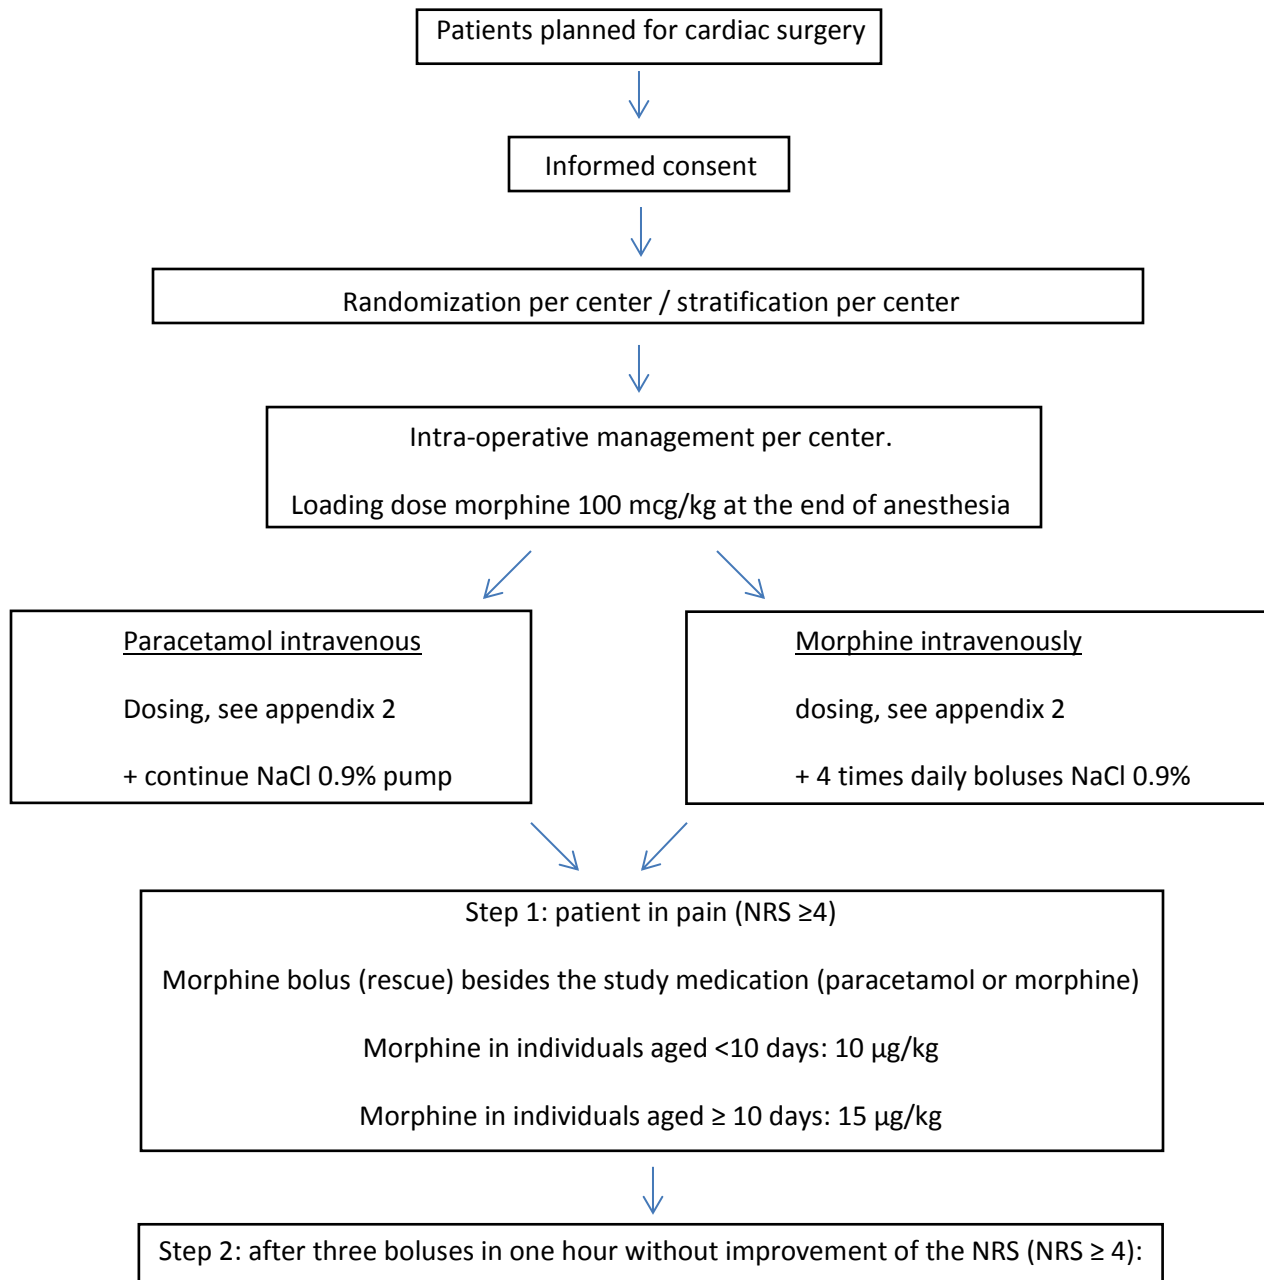 Patients planned for cardiac surgery
Informed consent
Randomization per center / stratification per center
Intra-operative management per center.
Loading dose morphine 100 mcg/kg at the end of anesthesia
Paracetamol intravenous
Dosing, see appendix 2
+ continue NaCl 0.9% pump
Morphine intravenously
dosing, see appendix 2
+ 4 times daily boluses NaCl 0.9%
Step 1: patient in pain (NRS ≥4)
Morphine bolus (rescue) besides the study medication (paracetamol or morphine)
Morphine in individuals aged <10 days: 10 µg/kg
Morphine in individuals aged ≥ 10 days: 15 µg/kg
Step 2: after three boluses in one hour without improvement of the NRS (NRS ≥ 4):